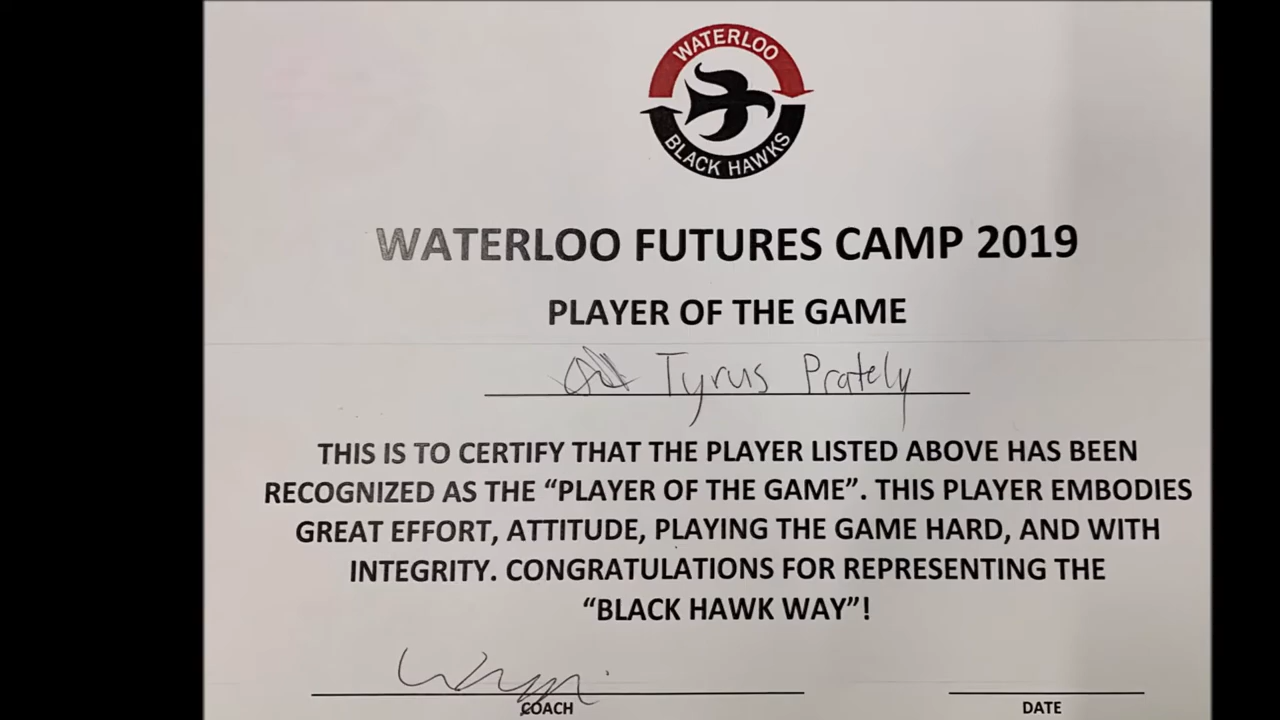 WATERLOO
BLACK HAWKS
WATERLOO FUTURES CAMP 2019
PLAYER OF THE GAME
Tyrus Prately
THIS IS TO CERTIFY THAT THE PLAYER LISTED ABOVE HAS BEEN
RECOGNIZED AS THE “PLAYER OF THE GAME”. THIS PLAYER EMBODIES
GREAT EFFORT, ATTITUDE, PLAYING THE GAME HARD, AND WITH
INTEGRITY. CONGRATULATIONS FOR REPRESENTING THE
“BLACK HAWK WAY”!
COACH DATE